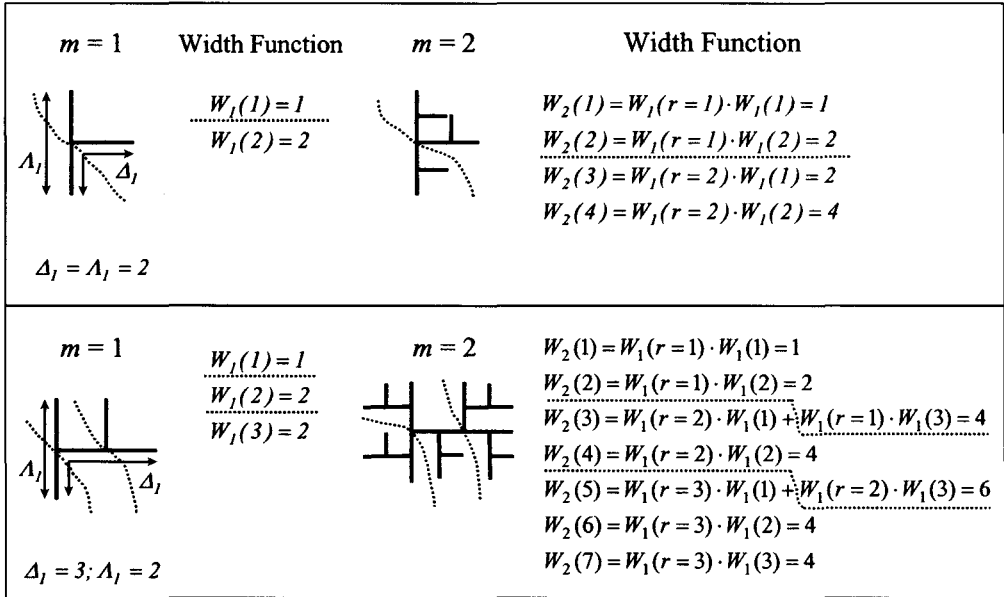 m = 1 Width Function m = 2 Width Function
Λ₁
Δ₁
W₁(1) = 1
W₁(2) = 2
W₂(1) = W₁(r = 1)·W₁(1) = 1
W₂(2) = W₁(r = 1)·W₁(2) = 2
W₂(3) = W₁(r = 2)·W₁(1) = 2
W₂(4) = W₁(r = 2)·W₁(2) = 4
Δ₁ = Λ₁ = 2
m = 1 m = 2
Λ₁
Δ₁
W₁(1) = 1
W₁(2) = 2
W₁(3) = 2
W₂(1) = W₁(r = 1)·W₁(1) = 1
W₂(2) = W₁(r = 1)·W₁(2) = 2
W₂(3) = W₁(r = 2)·W₁(1) + W₁(r = 1)·W₁(3) = 4
W₂(4) = W₁(r = 2)·W₁(2) = 4
W₂(5) = W₁(r = 3)·W₁(1) + W₁(r = 2)·W₁(3) = 6
W₂(6) = W₁(r = 3)·W₁(2) = 4
W₂(7) = W₁(r = 3)·W₁(3) = 4
Δ₁ = 3; Λ₁ = 2